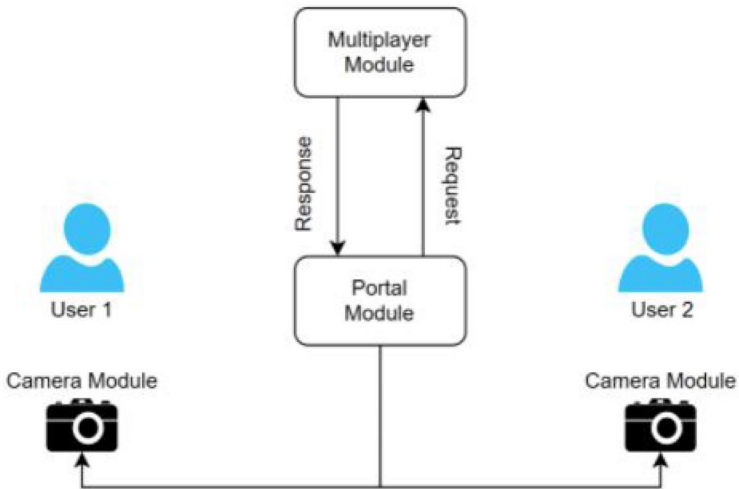 Multiplayer
Module
Response
Request
User 1
Portal
Module
User 2
Camera Module
Camera Module